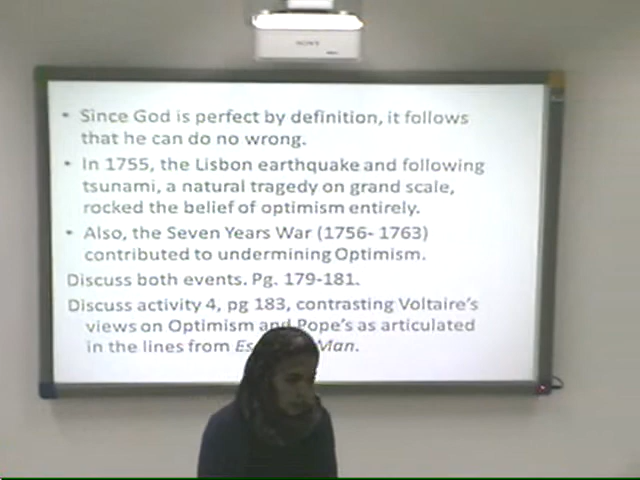 SONY
• Since God is perfect by definition, it follows
that he can do no wrong.
• In 1755, the Lisbon earthquake and following
tsunami, a natural tragedy on grand scale,
rocked the belief of optimism entirely.
• Also, the Seven Years War (1756- 1763)
contributed to undermining Optimism.
Discuss both events. Pg. 179-181.
Discuss activity 4, pg 183, contrasting Voltaire's
views on Optimism and Pope's as articulated
in the lines from Es Man.